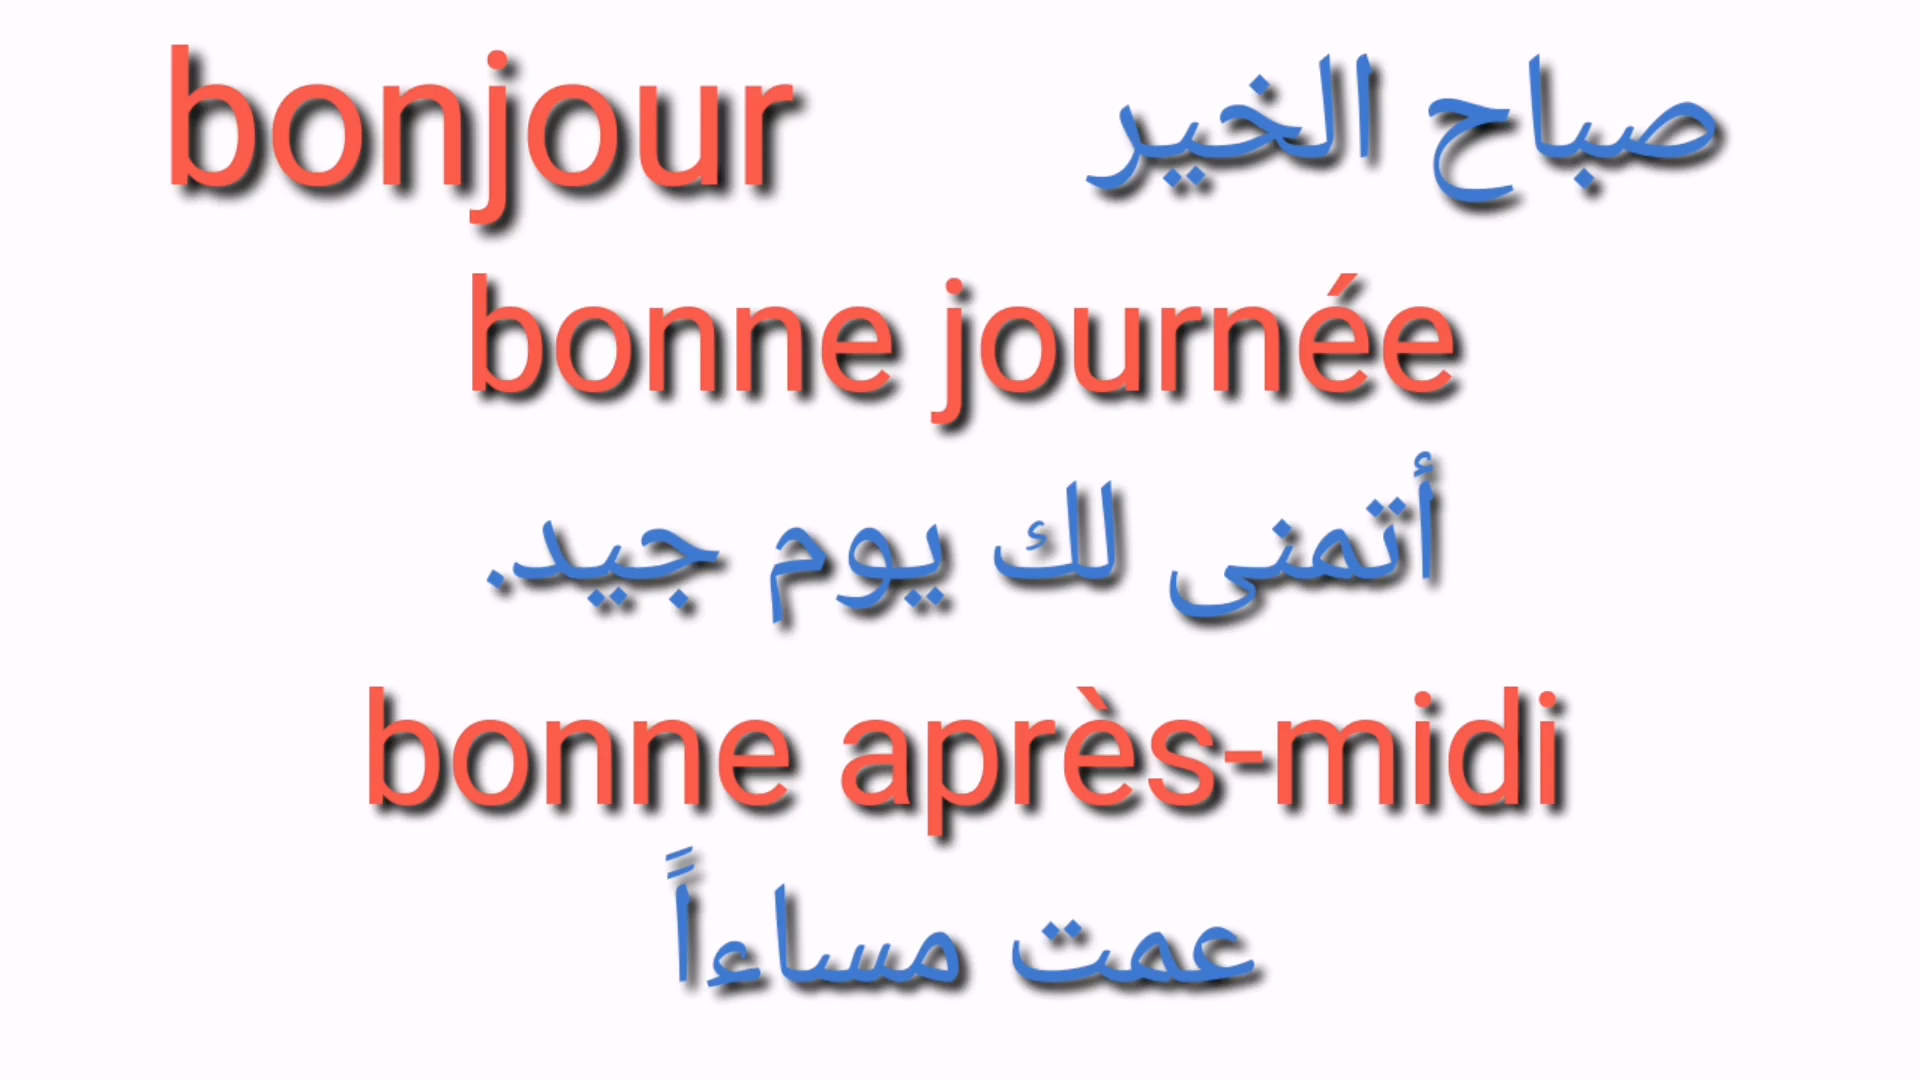 bonjour صباح الخير
bonne journée
أتمنى لك يوم جيد.
bonne après-midi
عمت مساءاً